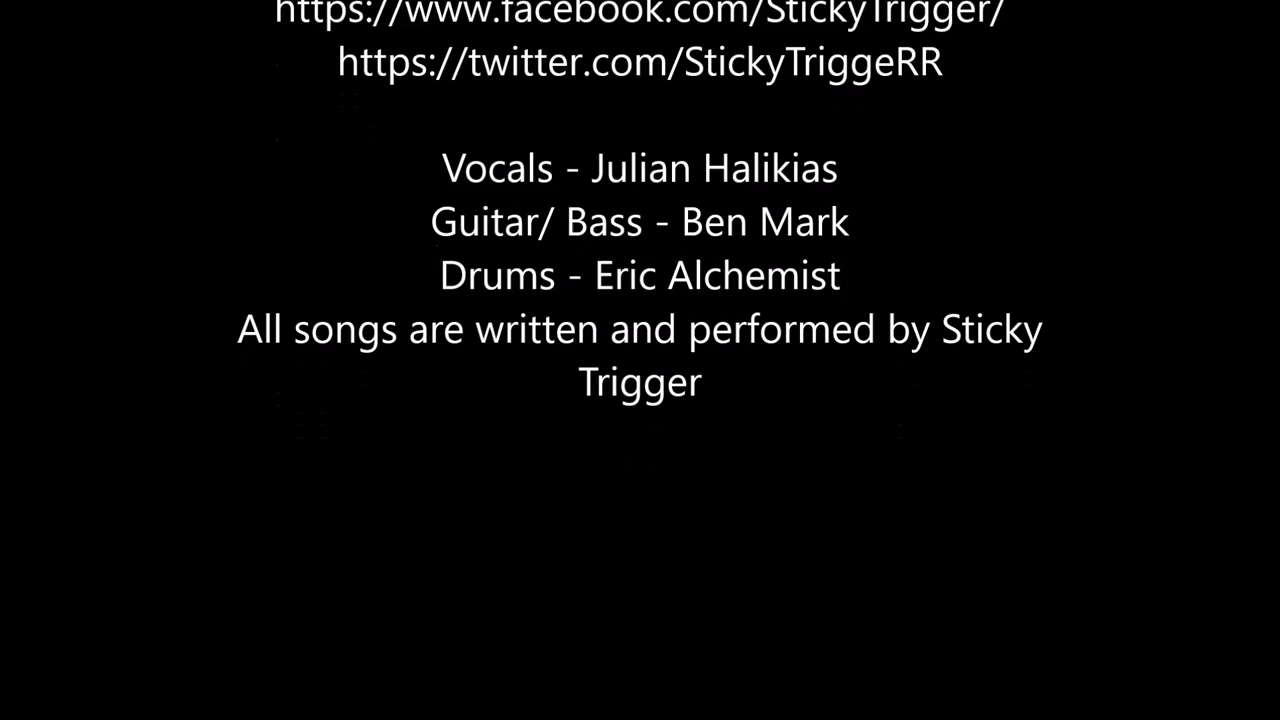 https://www.facebook.com/StickyTrigger/
https://twitter.com/StickyTriggeRR
Vocals - Julian Halikias
Guitar/ Bass - Ben Mark
Drums - Eric Alchemist
All songs are written and performed by Sticky
Trigger